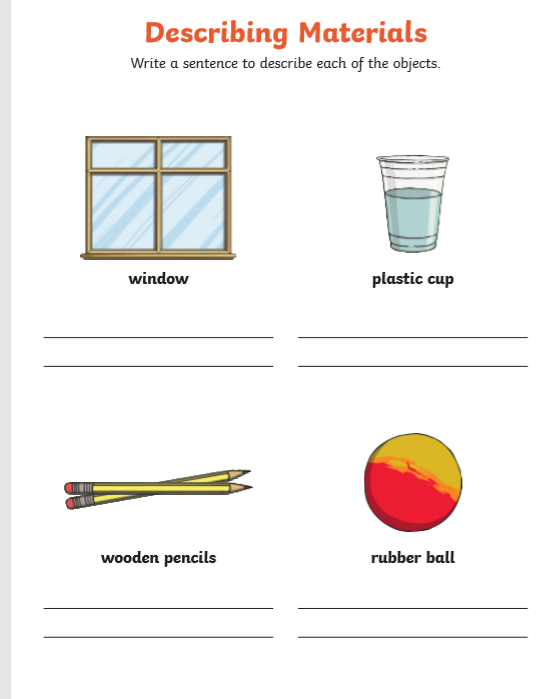 Describing Materials
Write a sentence to describe each of the objects.
window
plastic cup
wooden pencils
rubber ball